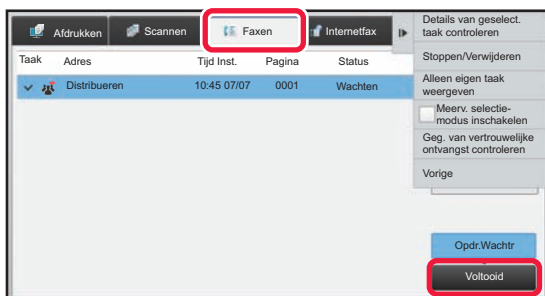 Afdrukken Scannen Faxen Internetfax
Taak Adres Tijd Inst. Pagina Status
Distribueren 10:45 07/07 0001 Wachten
Details van geselect.
taak controleren
Stoppen/Verwijderen
Alleen eigen taak
weergeven
Meerv. selectie-
modus inschakelen
Geg. van vertrouwelijke
ontvangst controleren
Vorige
Opdr.Wachtr
Voltooid